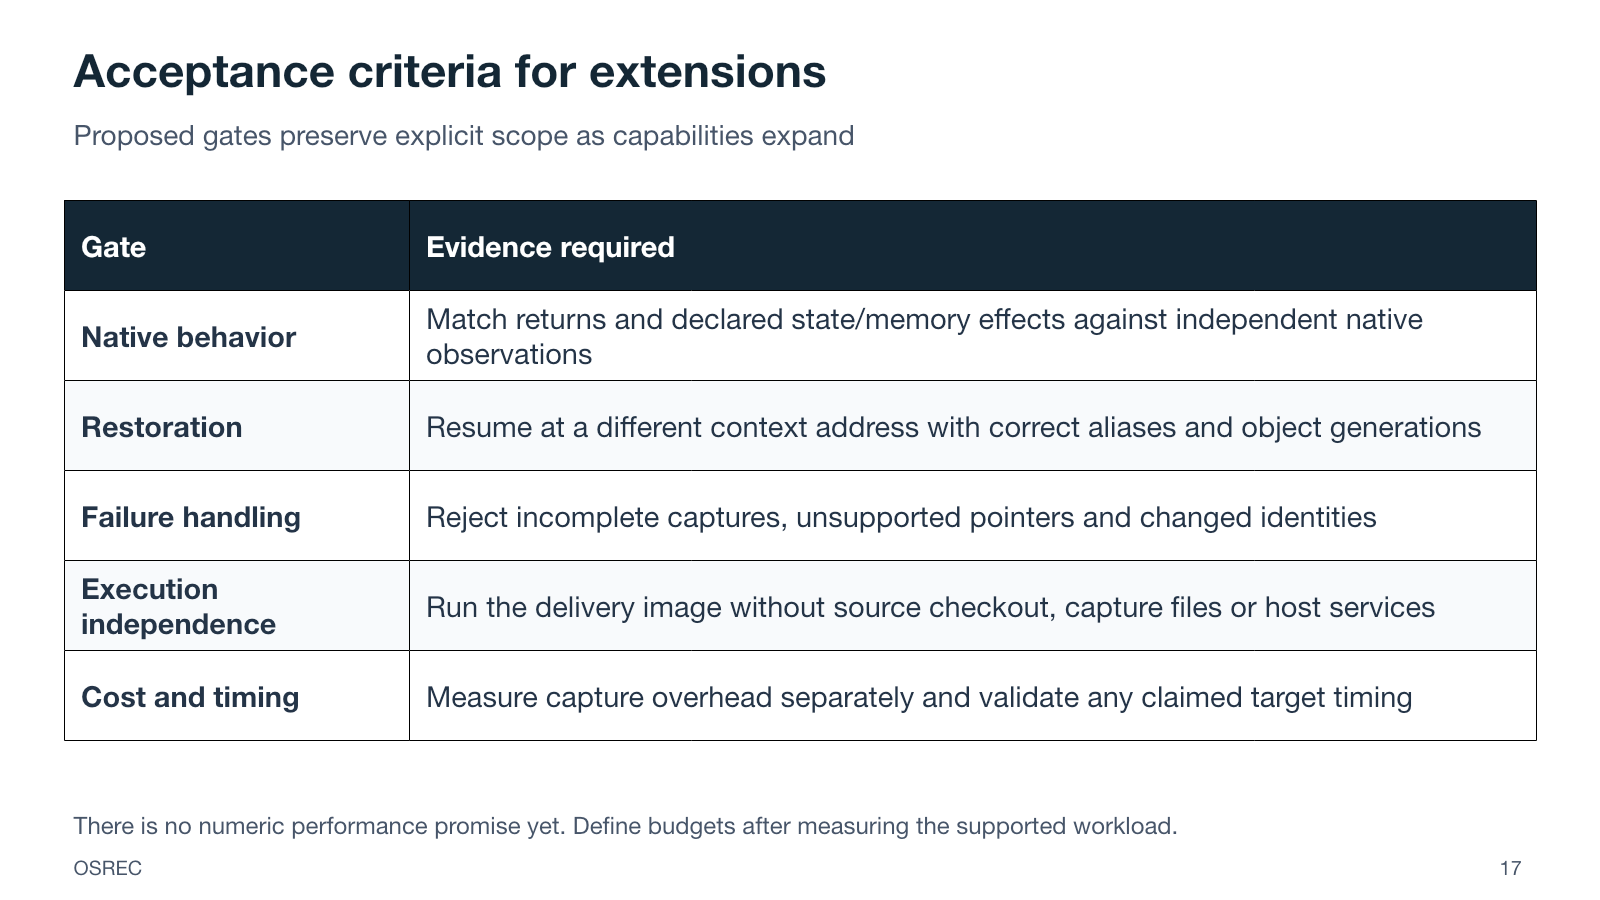 Acceptance criteria for extensions
Proposed gates preserve explicit scope as capabilities expand
Gate
Evidence required
Native behavior
Match returns and declared state/memory effects against independent native
observations
Restoration
Resume at a different context address with correct aliases and object generations
Failure handling
Reject incomplete captures, unsupported pointers and changed identities
Execution
independence
Run the delivery image without source checkout, capture files or host services
Cost and timing
Measure capture overhead separately and validate any claimed target timing
There is no numeric performance promise yet. Define budgets after measuring the supported workload.
OSREC
17